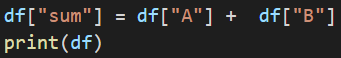 df["sum"] = df["A"] +  df["B"]
print(df)